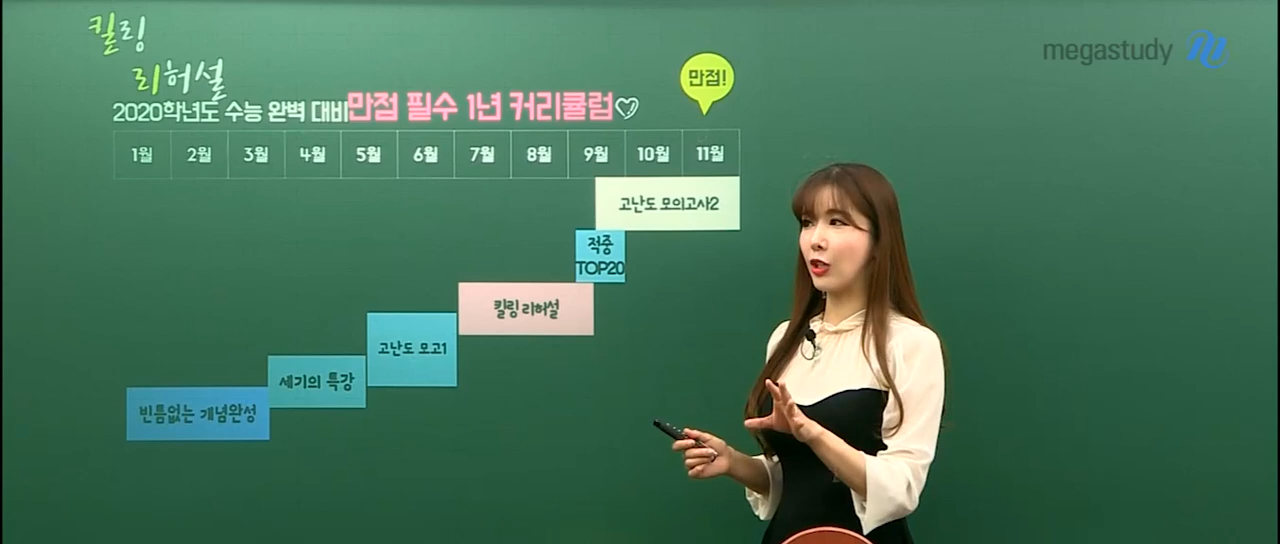 킬링
리허설
megastudy
만점!
2020학년도 수능 완벽 대비 만점 필수 1년 커리큘럼♡
1월 2월 3월 4월 5월 6월 7월 8월 9월 10월 11월
고난도 모의고사2
적중
TOP20
킬링 리허설
고난도 모고1
세기의 특강
빈틈없는 개념완성